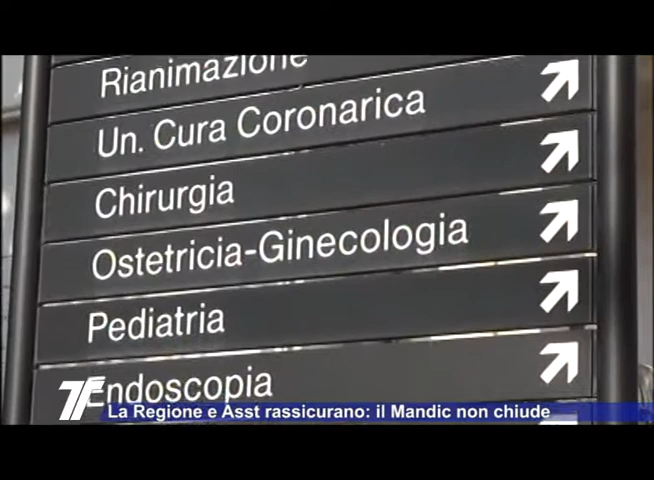 Rianimazione
Un. Cura Coronarica
Chirurgia
Ostetricia-Ginecologia
Pediatria
Endoscopia
La Regione e Asst rassicurano: il Mandic non chiude